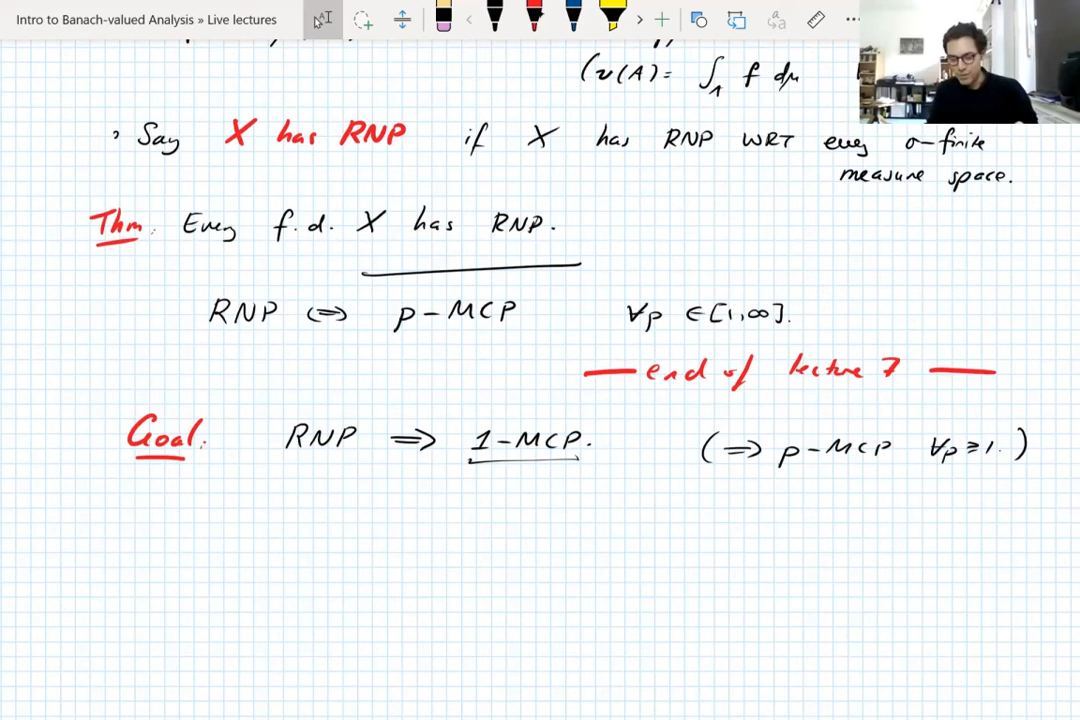 Intro to Banach-valued Analysis » Live lectures
(ν(A) = ∫_A f dμ
Say X has RNP if X has RNP WRT every σ-finite
measure space.
Thm: Every f.d. X has RNP.
RNP ⇔ p-MCP ∀p ∈ [1,∞].
— end of lecture 7 —
Goal: RNP ⇒ 1-MCP. (⇒ p-MCP ∀p ≥ 1.)